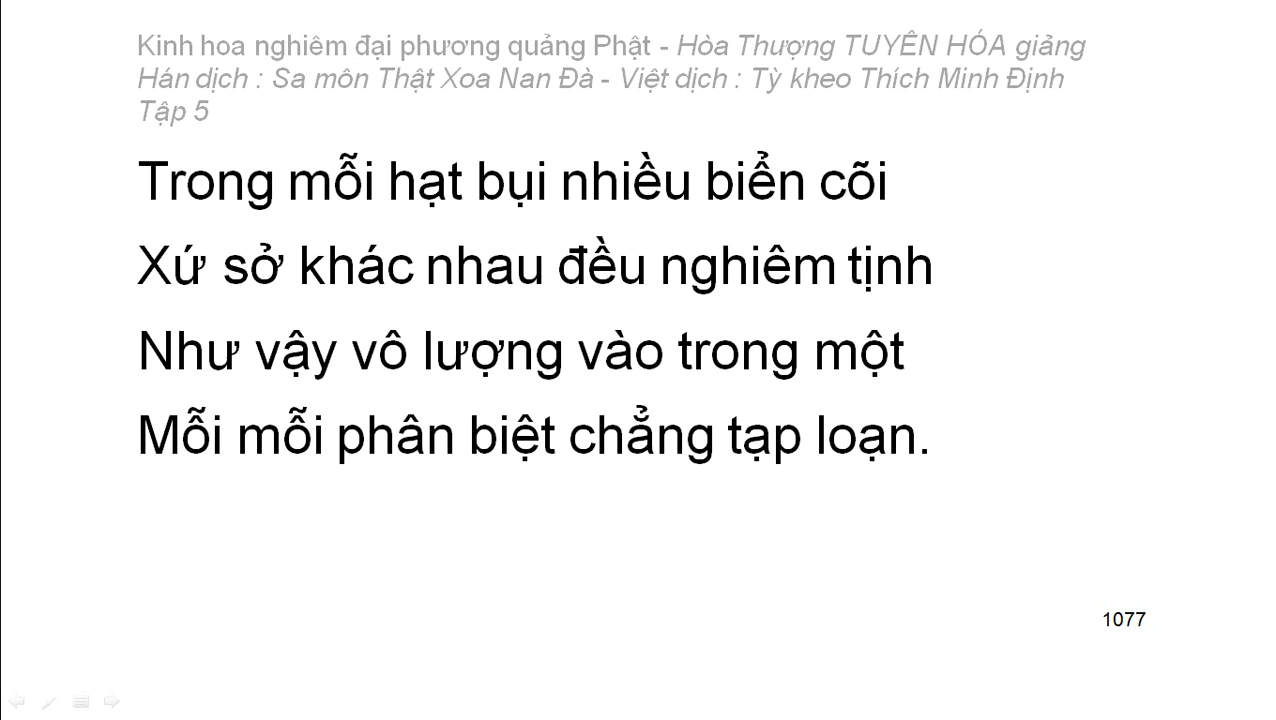 Kinh hoa nghiêm đại phương quảng Phật - Hòa Thượng TUYÊN HÓA giảng
Hán dịch : Sa môn Thật Xoa Nan Đà - Việt dịch : Tỳ kheo Thích Minh Định
Tập 5
Trong mỗi hạt bụi nhiều biển cõi
Xứ sở khác nhau đều nghiêm tịnh
Như vậy vô lượng vào trong một
Mỗi mỗi phân biệt chẳng tạp loạn.
1077